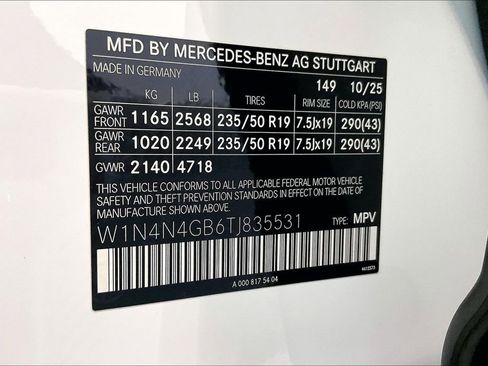 MFD BY MERCEDES-BENZ AG STUTTGART
MADE IN GERMANY 149 10/25
KG LB TIRES RIM SIZE COLD KPA (PSI)
GAWR FRONT 1165 2568 235/50 R19 7.5Jx19 290(43)
GAWR REAR 1020 2249 235/50 R19 7.5Jx19 290(43)
GVWR 2140 4718
THIS VEHICLE CONFORMS TO ALL APPLICABLE FEDERAL MOTOR VEHICLE
SAFETY AND THEFT PREVENTION STANDARDS IN EFFECT ON THE DATE
OF MANUFACTURE SHOWN ABOVE.
W1N4N4GB6TJ835531 TYPE: MPV
A 000 817 54 04